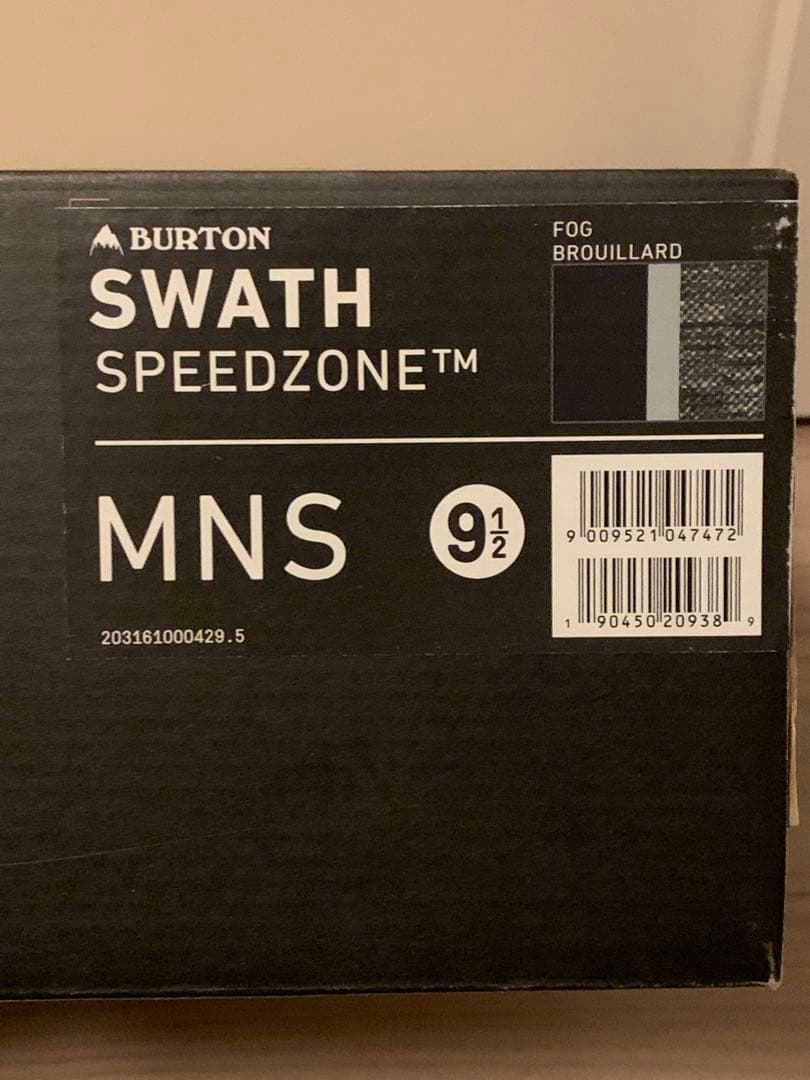 BURTON
SWATH
SPEEDZONE™
FOG
BROUILLARD
MNS
9½
9 009521 047472
1 90450 20938 9
203161000429.5